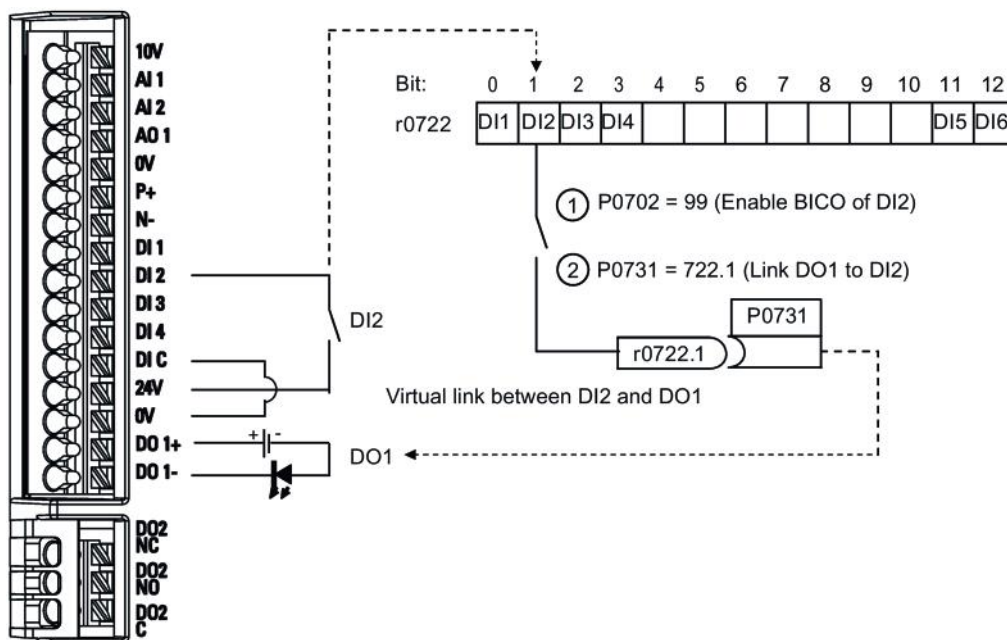 10V
AI 1
AI 2
AO 1
0V
P+
N-
DI 1
DI 2
DI 3
DI 4
DI C
24V
0V
DO 1+
DO 1-
DO2
NC
DO2
NO
DO2
C
DI2
+ -
DO1
Bit: 0 1 2 3 4 5 6 7 8 9 10 11 12
r0722 DI1 DI2 DI3 DI4 DI5 DI6
1 P0702 = 99 (Enable BICO of DI2)
2 P0731 = 722.1 (Link DO1 to DI2)
P0731
r0722.1
Virtual link between DI2 and DO1